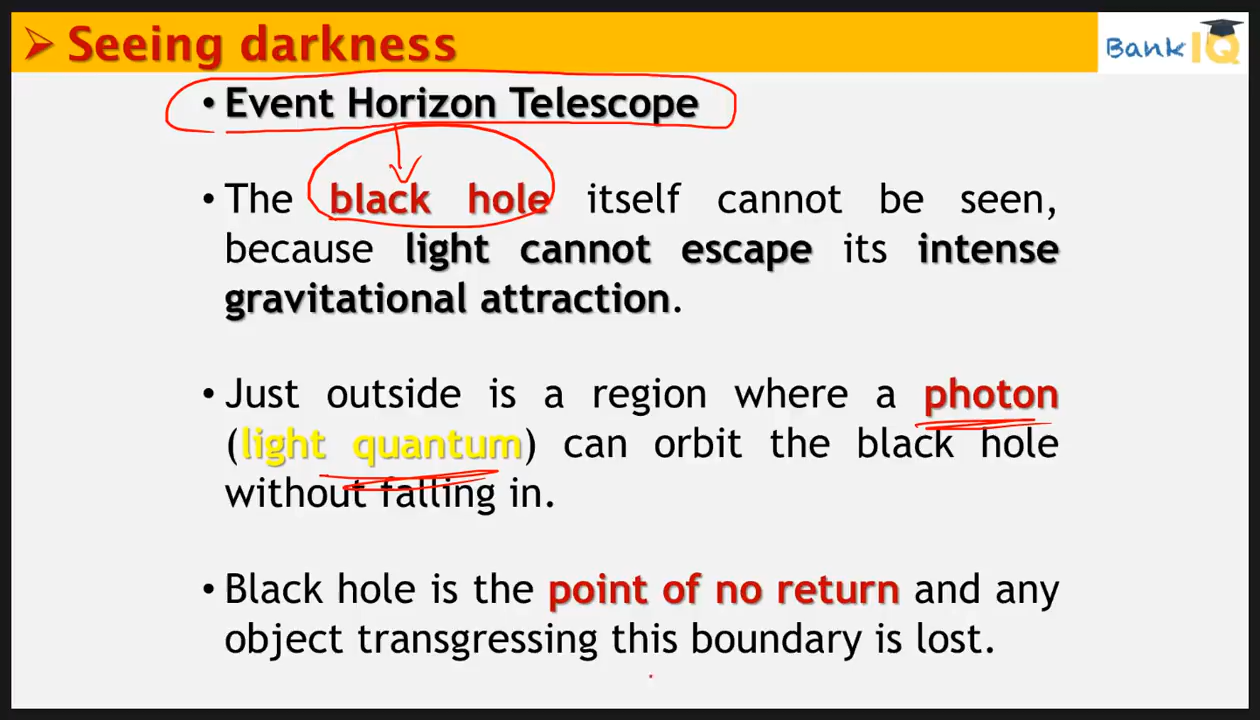 Seeing darkness
Bank IQ
• Event Horizon Telescope
• The black hole itself cannot be seen,
because light cannot escape its intense
gravitational attraction.
• Just outside is a region where a photon
(light quantum) can orbit the black hole
without falling in.
• Black hole is the point of no return and any
object transgressing this boundary is lost.